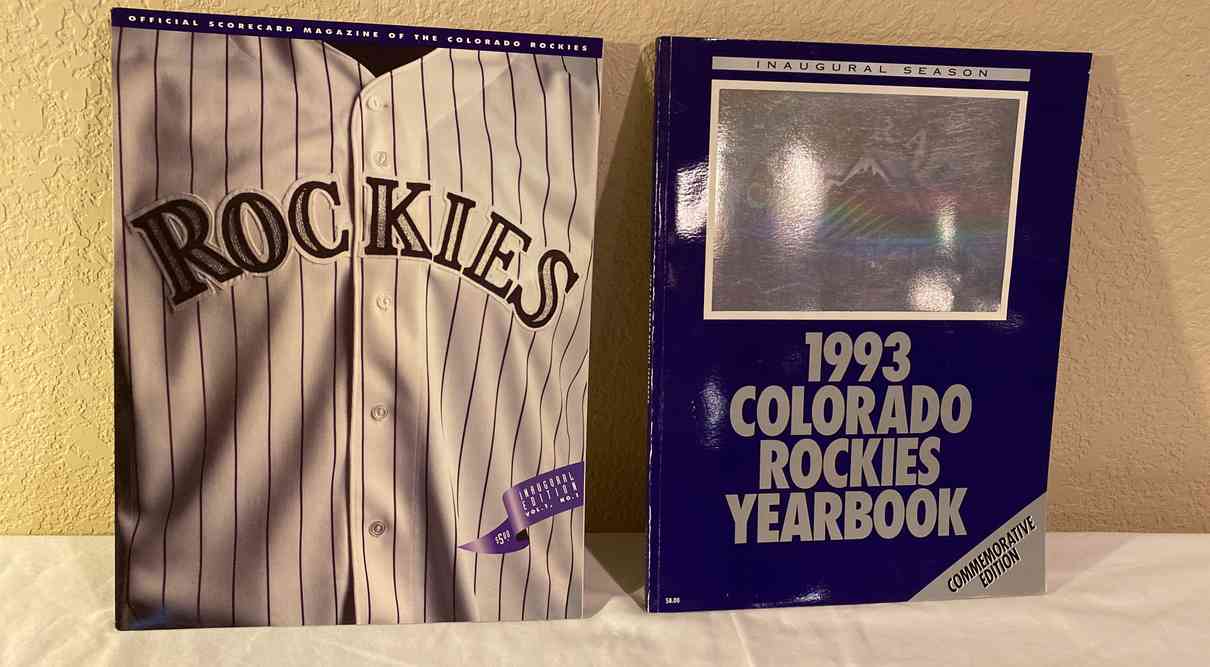 OFFICIAL SCORECARD MAGAZINE OF THE COLORADO ROCKIES
ROCKIES
INAUGURAL
EDITION
VOL. 1, NO. 1
$5.00
INAUGURAL SEASON
1993
COLORADO
ROCKIES
YEARBOOK
COMMEMORATIVE
EDITION
$8.00